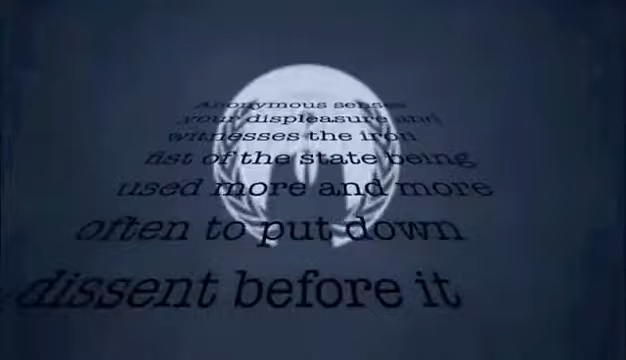 Anonymous senses
your displeasure and
witnesses the iron
fist of the state being
used more and more
often to put down
dissent before it